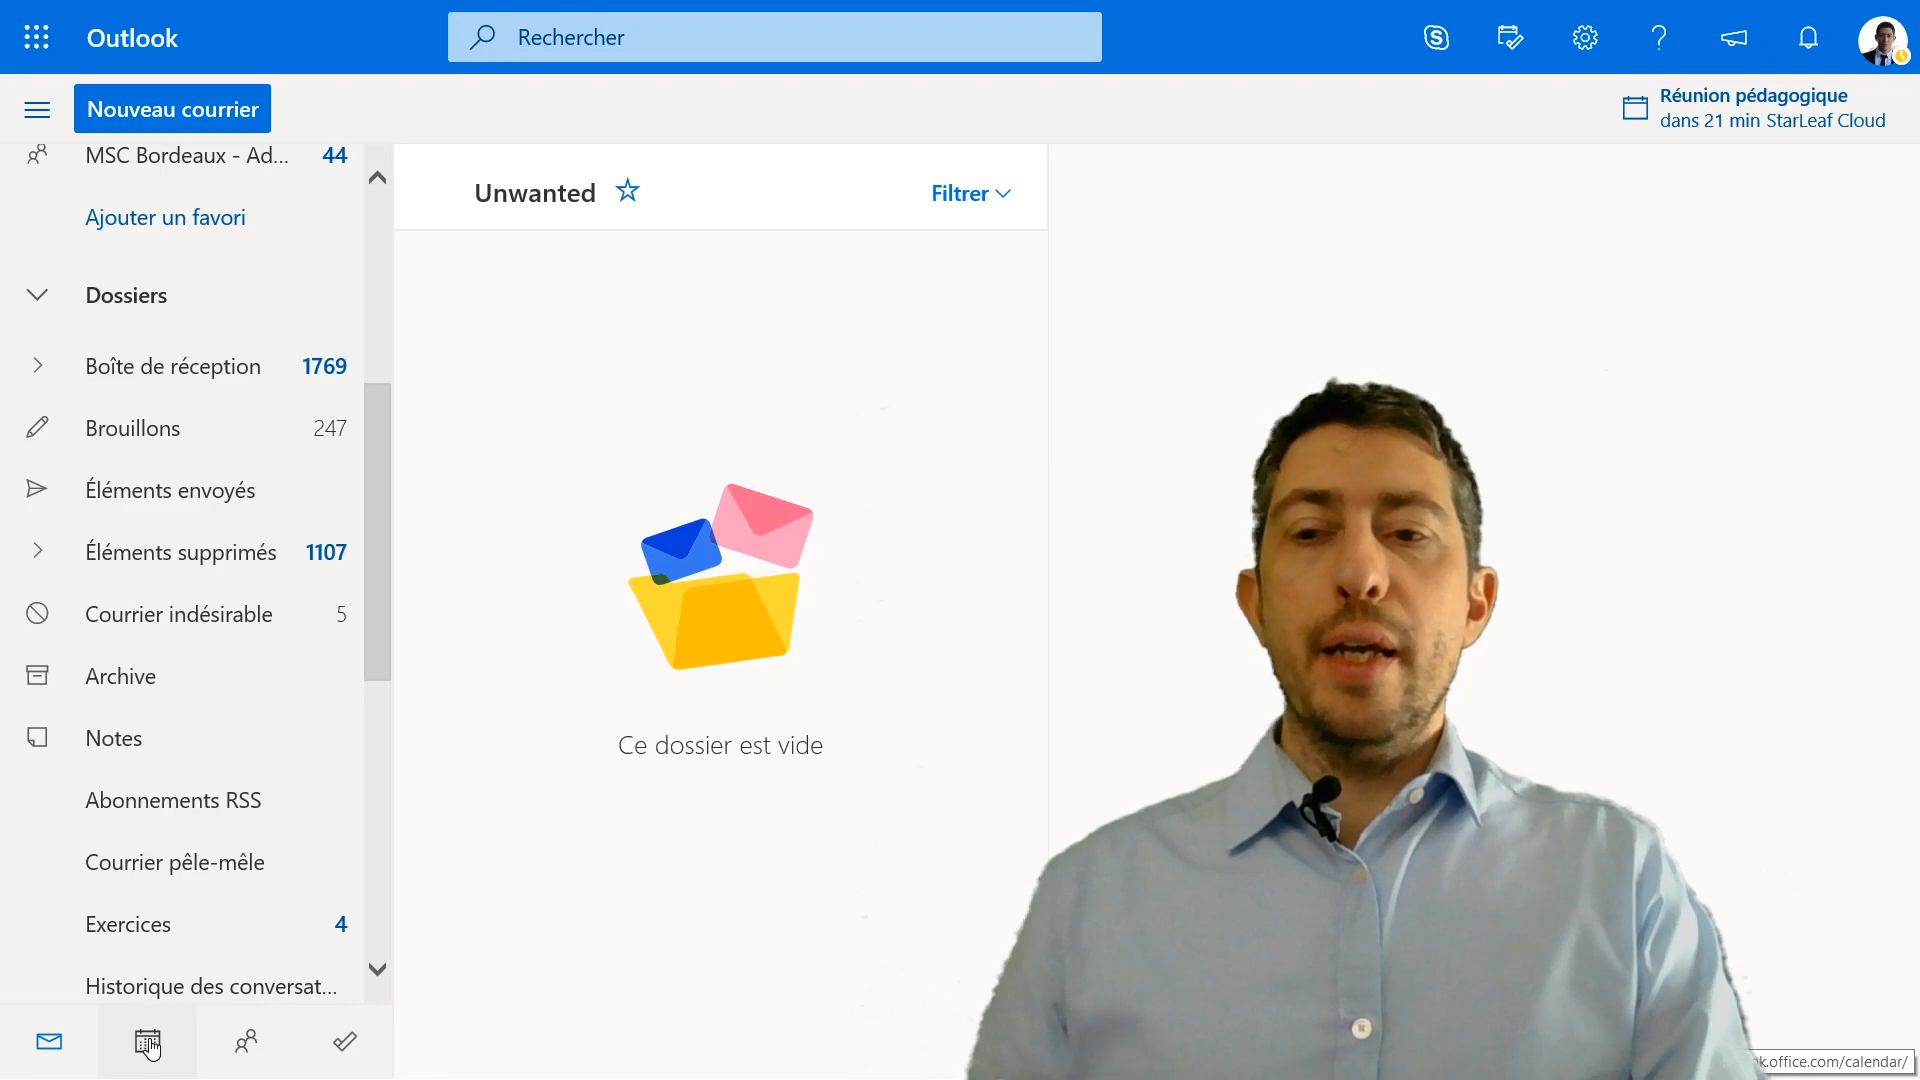 Outlook
Rechercher
Nouveau courrier
Réunion pédagogique
dans 21 min StarLeaf Cloud
MSC Bordeaux - Ad... 44
Ajouter un favori
Dossiers
Boîte de réception 1769
Brouillons 247
Éléments envoyés
Éléments supprimés 1107
Courrier indésirable 5
Archive
Notes
Abonnements RSS
Courrier pêle-mêle
Exercices 4
Historique des conversat...
Unwanted
Filtrer
Ce dossier est vide
k.office.com/calendar/